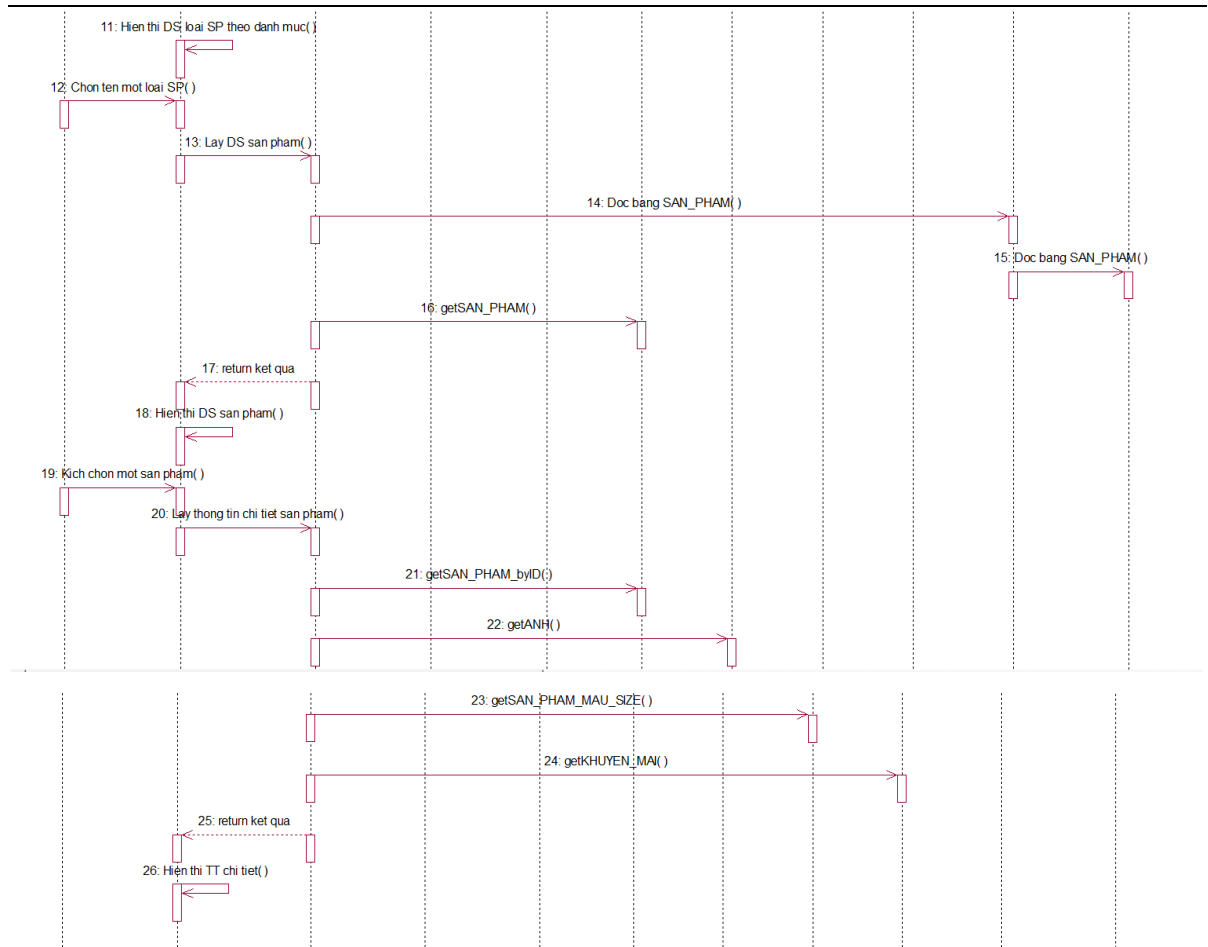 11: Hien thi DS loai SP theo danh muc( )
12: Chon ten mot loai SP( )
13: Lay DS san pham( )
14: Doc bang SAN_PHAM( )
15: Doc bang SAN_PHAM( )
16: getSAN_PHAM( )
17: return ket qua
18: Hien thi DS san pham( )
19: Kich chon mot san pham( )
20: Lay thong tin chi tiet san pham( )
21: getSAN_PHAM_byID( )
22: getANH( )
23: getSAN_PHAM_MAU_SIZE( )
24: getKHUYEN_MAI( )
25: return ket qua
26: Hien thi TT chi tiet( )